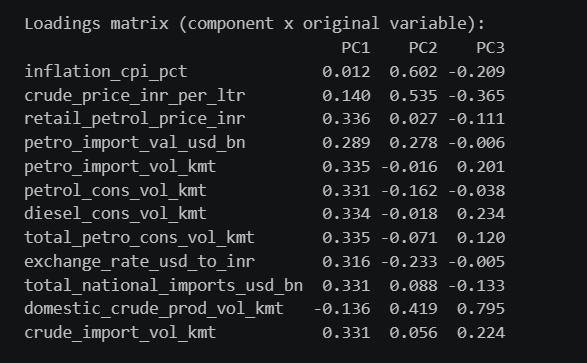 Loadings matrix (component x original variable):
PC1 PC2 PC3
inflation_cpi_pct 0.012 0.602 -0.209
crude_price_inr_per_ltr 0.140 0.535 -0.365
retail_petrol_price_inr 0.336 0.027 -0.111
petro_import_val_usd_bn 0.289 0.278 -0.006
petro_import_vol_kmt 0.335 -0.016 0.201
petrol_cons_vol_kmt 0.331 -0.162 -0.038
diesel_cons_vol_kmt 0.334 -0.018 0.234
total_petro_cons_vol_kmt 0.335 -0.071 0.120
exchange_rate_usd_to_inr 0.316 -0.233 -0.005
total_national_imports_usd_bn 0.331 0.088 -0.133
domestic_crude_prod_vol_kmt -0.136 0.419 0.795
crude_import_vol_kmt 0.331 0.056 0.224